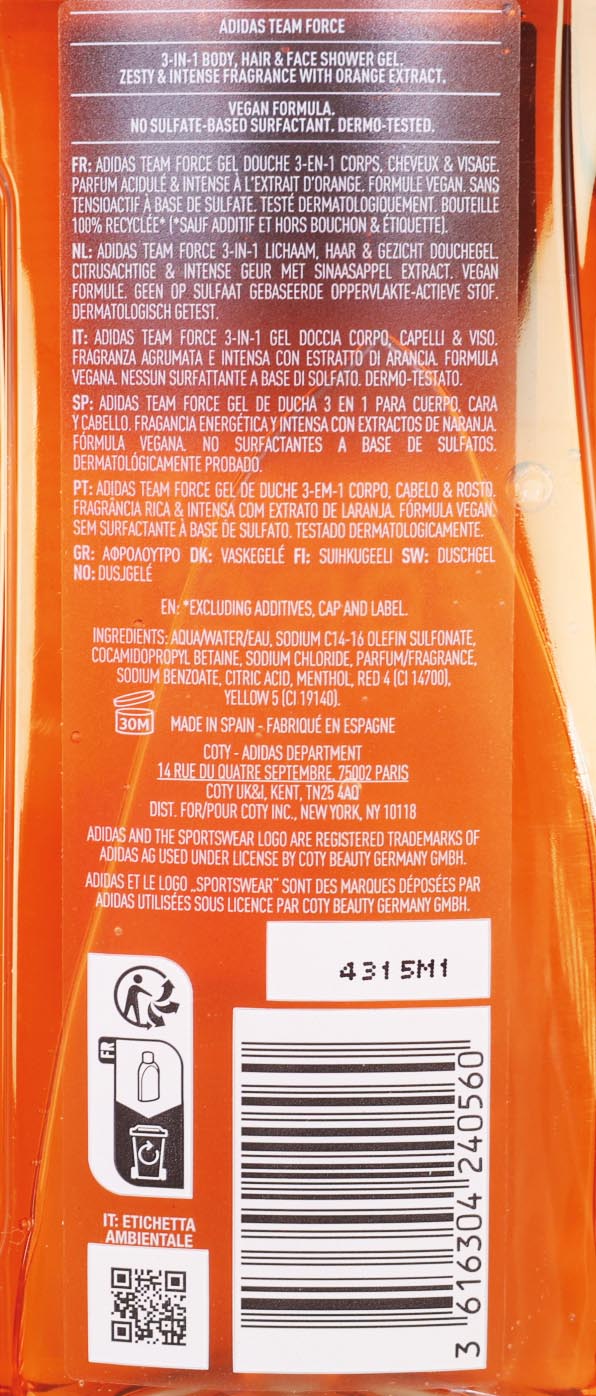 ADIDAS TEAM FORCE
3-IN-1 BODY, HAIR & FACE SHOWER GEL.
ZESTY & INTENSE FRAGRANCE WITH ORANGE EXTRACT.
VEGAN FORMULA.
NO SULFATE-BASED SURFACTANT. DERMO-TESTED.
FR: ADIDAS TEAM FORCE GEL DOUCHE 3-EN-1 CORPS, CHEVEUX & VISAGE.
PARFUM ACIDULÉ & INTENSE À L'EXTRAIT D'ORANGE. FORMULE VEGAN. SANS
TENSIOACTIF À BASE DE SULFATE. TESTÉ DERMATOLOGIQUEMENT. BOUTEILLE
100% RECYCLÉE* (*SAUF ADDITIF ET HORS BOUCHON & ÉTIQUETTE).
NL: ADIDAS TEAM FORCE 3-IN-1 LICHAAM, HAAR & GEZICHT DOUCHEGEL.
CITRUSACHTIGE & INTENSE GEUR MET SINAASAPPEL EXTRACT. VEGAN
FORMULE. GEEN OP SULFAAT GEBASEERDE OPPERVLAKTE-ACTIEVE STOF.
DERMATOLOGISCH GETEST.
IT: ADIDAS TEAM FORCE 3-IN-1 GEL DOCCIA CORPO, CAPELLI & VISO.
FRAGRANZA AGRUMATA E INTENSA CON ESTRATTO DI ARANCIA. FORMULA
VEGANA. NESSUN SURFATTANTE A BASE DI SOLFATO. DERMO-TESTATO.
SP: ADIDAS TEAM FORCE GEL DE DUCHA 3 EN 1 PARA CUERPO, CARA
Y CABELLO. FRAGANCIA ENERGÉTICA Y INTENSA CON EXTRACTOS DE NARANJA.
FÓRMULA VEGANA. NO SURFACTANTES A BASE DE SULFATOS.
DERMATOLÓGICAMENTE PROBADO.
PT: ADIDAS TEAM FORCE GEL DE DUCHE 3-EM-1 CORPO, CABELO & ROSTO.
FRAGRÂNCIA RICA & INTENSA COM EXTRATO DE LARANJA. FÓRMULA VEGAN.
SEM SURFACTANTE À BASE DE SULFATO. TESTADO DERMATOLOGICAMENTE.
GR: ΑΦΡΟΛΟΥΤΡΟ DK: VASKEGELÉ FI: SUIHKUGEELI SW: DUSCHGEL
NO: DUSJGELÉ
EN: *EXCLUDING ADDITIVES, CAP AND LABEL.
INGREDIENTS: AQUA/WATER/EAU, SODIUM C14-16 OLEFIN SULFONATE,
COCAMIDOPROPYL BETAINE, SODIUM CHLORIDE, PARFUM/FRAGRANCE,
SODIUM BENZOATE, CITRIC ACID, MENTHOL, RED 4 (CI 14700),
YELLOW 5 (CI 19140).
30M
MADE IN SPAIN - FABRIQUÉ EN ESPAGNE
COTY - ADIDAS DEPARTMENT
14 RUE DU QUATRE SEPTEMBRE, 75002 PARIS
COTY UK&I, KENT, TN25 4AQ
DIST. FOR/POUR COTY INC., NEW YORK, NY 10118
ADIDAS AND THE SPORTSWEAR LOGO ARE REGISTERED TRADEMARKS OF
ADIDAS AG USED UNDER LICENSE BY COTY BEAUTY GERMANY GMBH.
ADIDAS ET LE LOGO „SPORTSWEAR" SONT DES MARQUES DÉPOSÉES PAR
ADIDAS UTILISÉES SOUS LICENCE PAR COTY BEAUTY GERMANY GMBH.
4315M1
FR
IT: ETICHETTA
AMBIENTALE
3 616304 240560